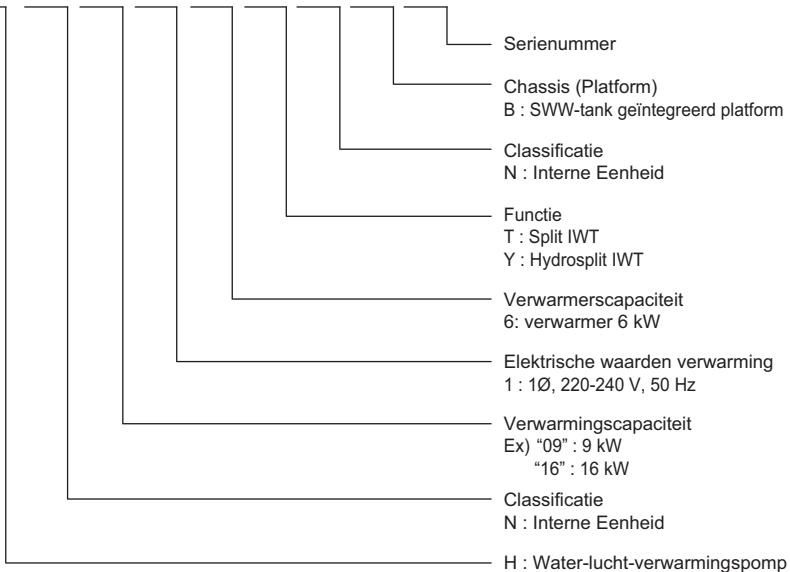 Serienummer
Chassis (Platform)
B : SWW-tank geïntegreerd platform
Classificatie
N : Interne Eenheid
Functie
T : Split IWT
Y : Hydrosplit IWT
Verwarmerscapaciteit
6: verwarmer 6 kW
Elektrische waarden verwarming
1 : 1Ø, 220-240 V, 50 Hz
Verwarmingscapaciteit
Ex) “09” : 9 kW
“16” : 16 kW
Classificatie
N : Interne Eenheid
H : Water-lucht-verwarmingspomp